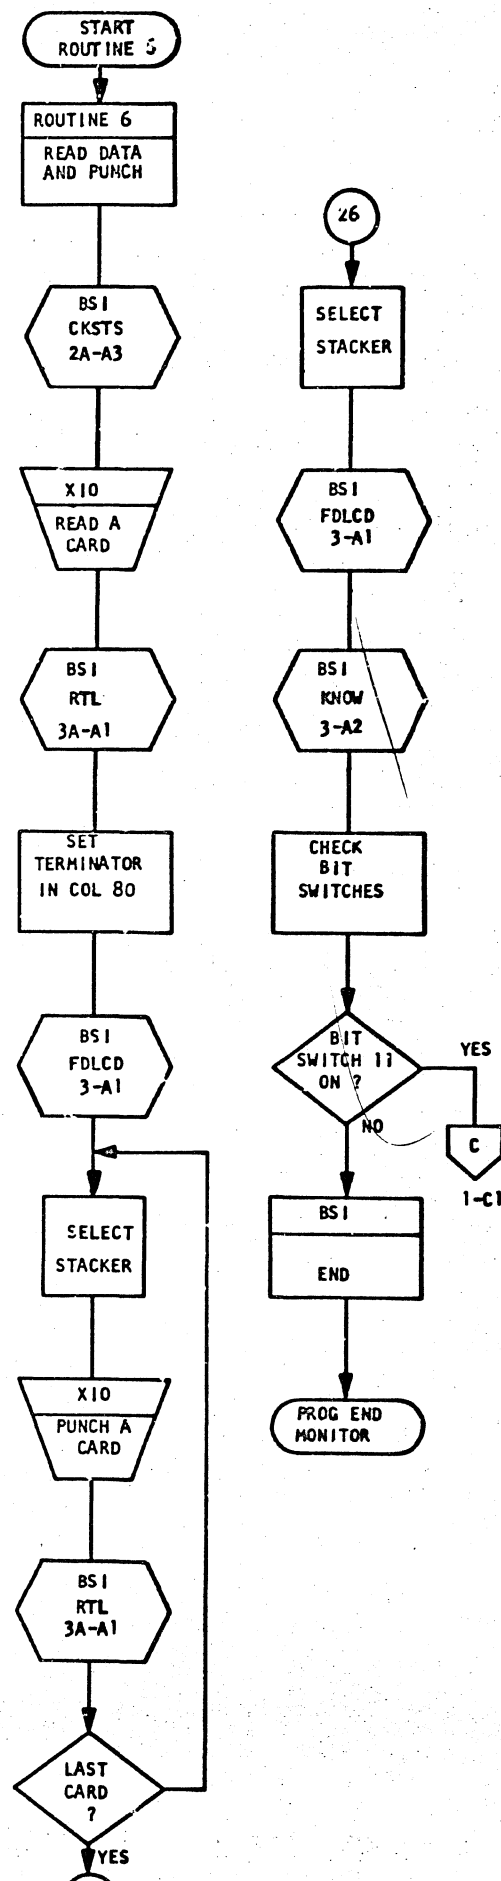 START
ROUTINE 6
ROUTINE 6
READ DATA
AND PUNCH
BSI
CKSTS
2A-A3
XIO
READ A
CARD
BSI
RTL
3A-A1
SET
TERMINATOR
IN COL 80
BSI
FDLCD
3-A1
SELECT
STACKER
XIO
PUNCH A
CARD
BSI
RTL
3A-A1
LAST
CARD
?
YES
26
SELECT
STACKER
BSI
FDLCD
3-A1
BSI
KNOW
3-A2
CHECK
BIT
SWITCHES
BIT
SWITCH 11
ON ?
YES
NO
C
1-C1
BSI
END
PROG END
MONITOR